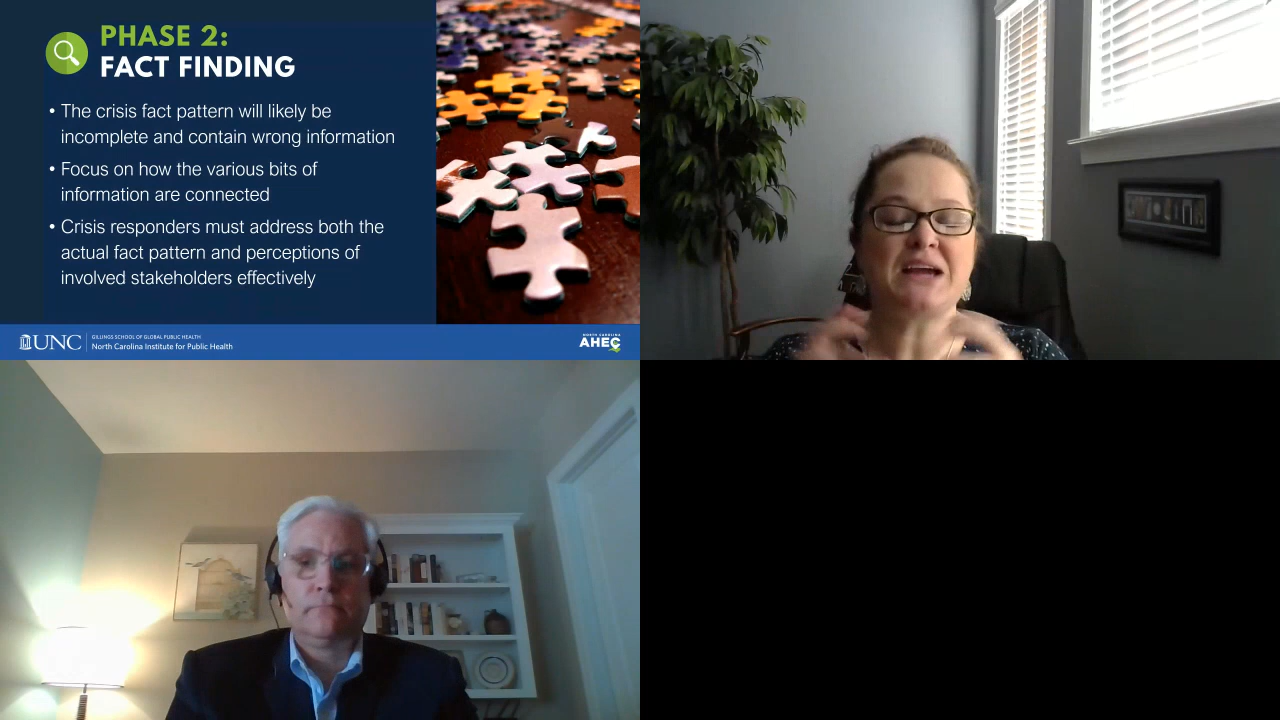 PHASE 2:
FACT FINDING
• The crisis fact pattern will likely be
incomplete and contain wrong information
• Focus on how the various bits of
information are connected
• Crisis responders must address both the
actual fact pattern and perceptions of
involved stakeholders effectively
UNC
GILLINGS SCHOOL OF GLOBAL PUBLIC HEALTH
North Carolina Institute for Public Health
NORTH CAROLINA
AHEC